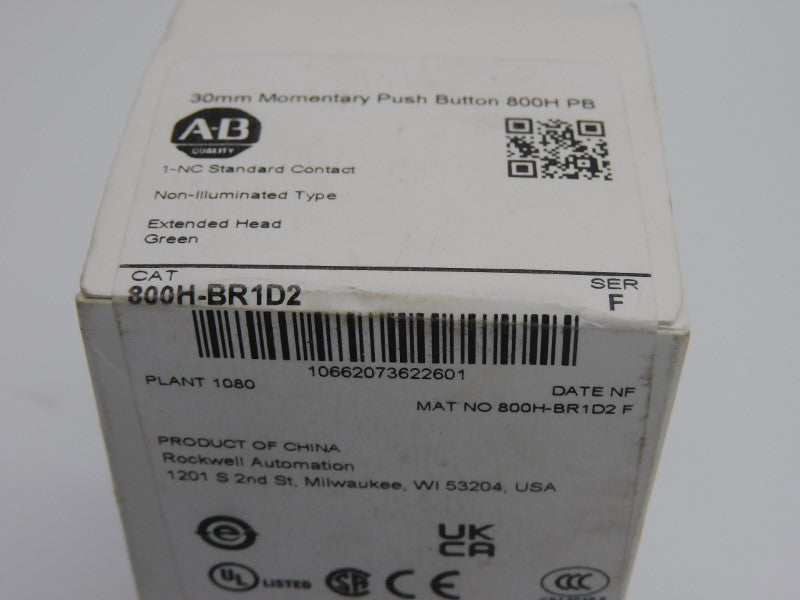 30mm Momentary Push Button 800H PB
A-B
QUALITY
1-NC Standard Contact
Non-Illuminated Type
Extended Head
Green
CAT
800H-BR1D2
SER
F
10662073622601
PLANT 1080
DATE NF
MAT NO 800H-BR1D2 F
PRODUCT OF CHINA
Rockwell Automation
1201 S 2nd St, Milwaukee, WI 53204, USA
e
UK
CA
UL LISTED
CE
CCC